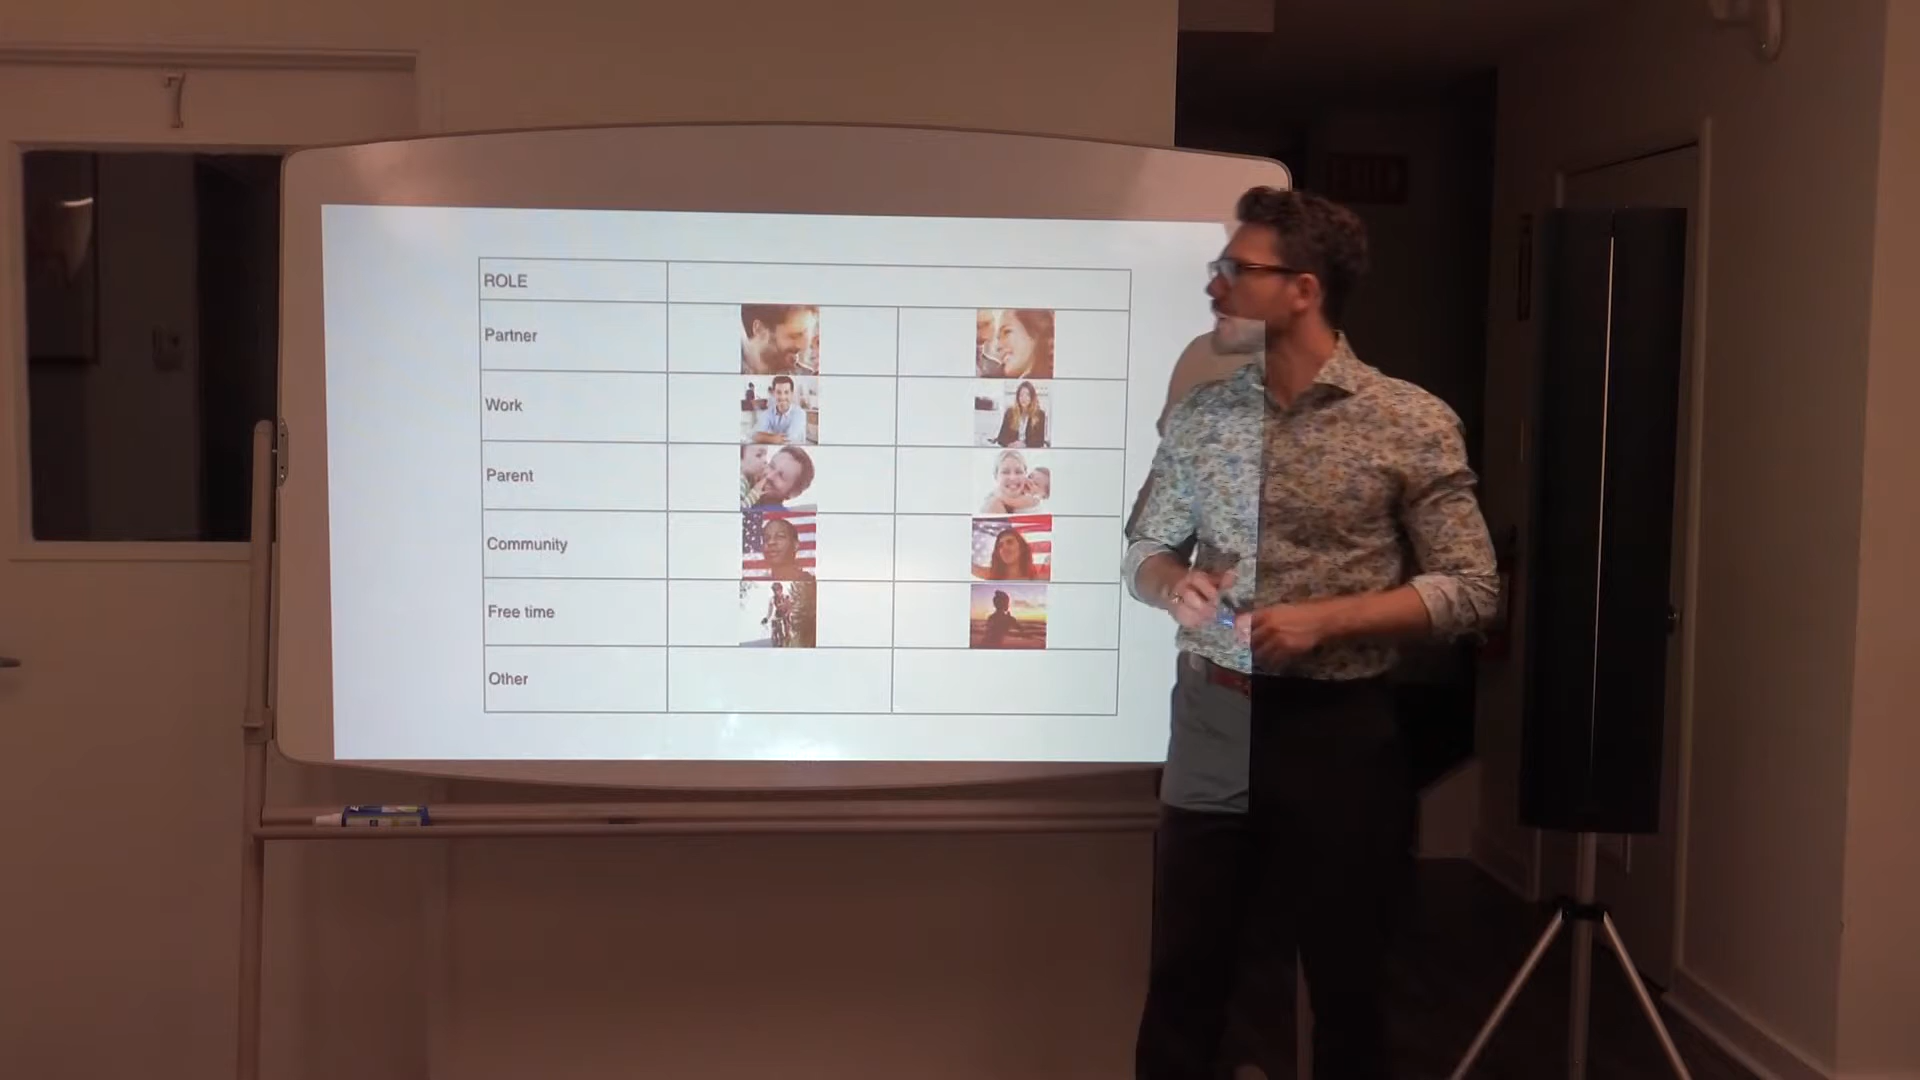 7
ROLE
Partner
Work
Parent
Community
Free time
Other